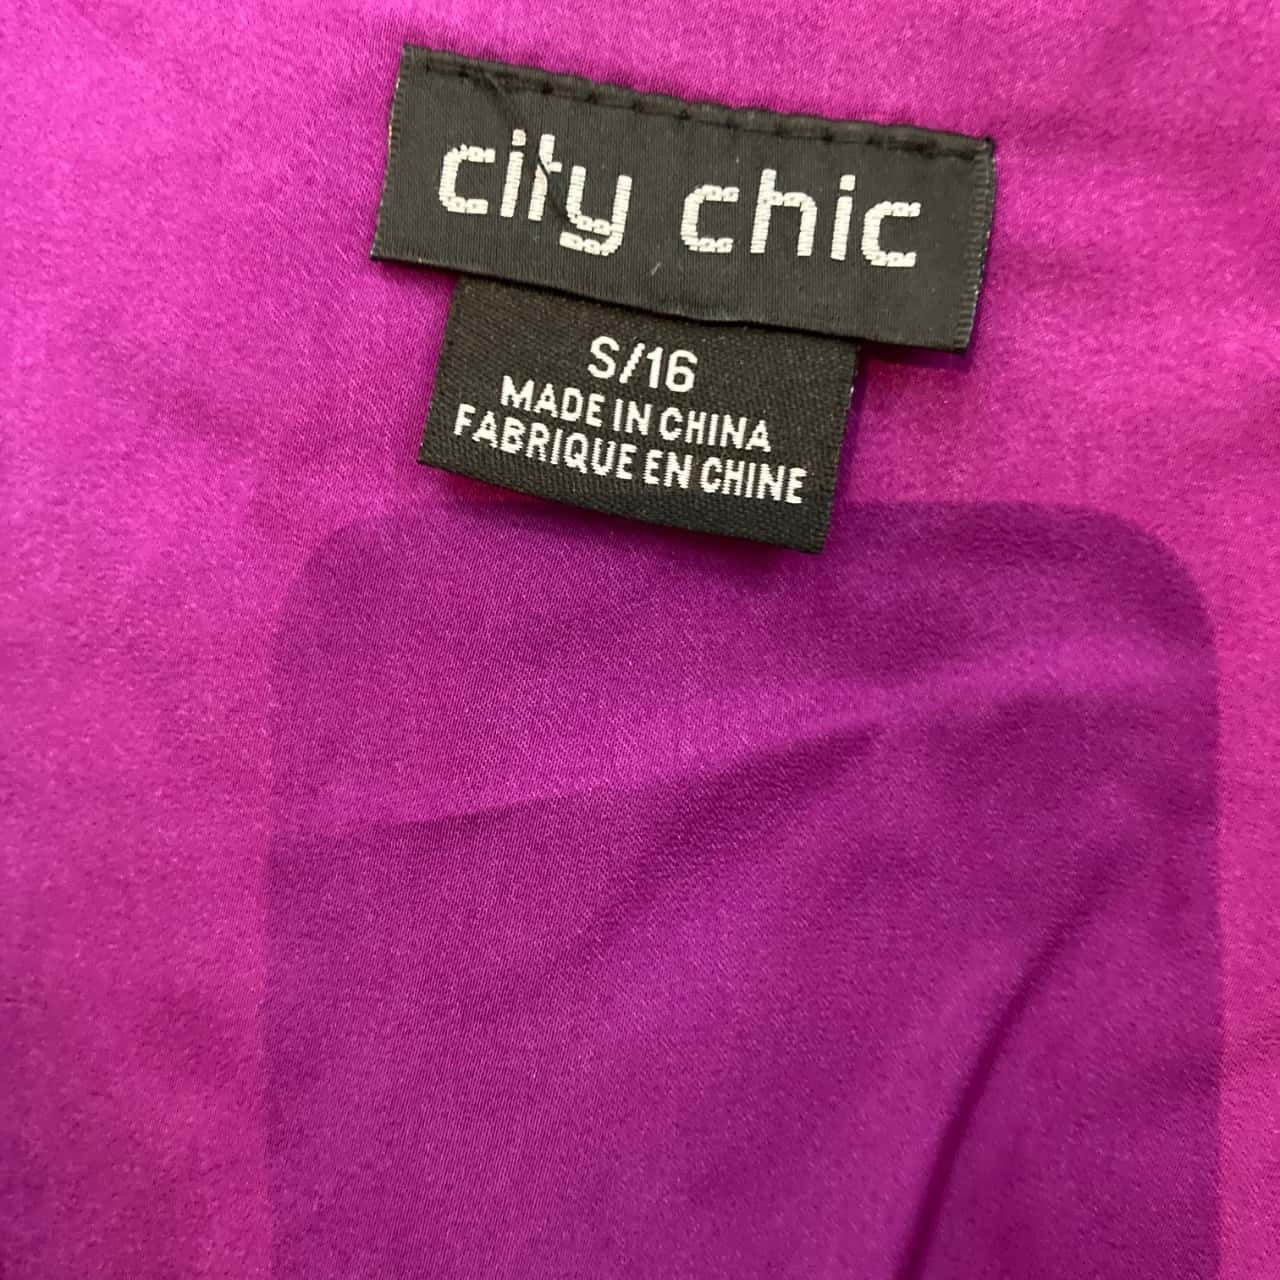 city chic
S/16
MADE IN CHINA
FABRIQUE EN CHINE